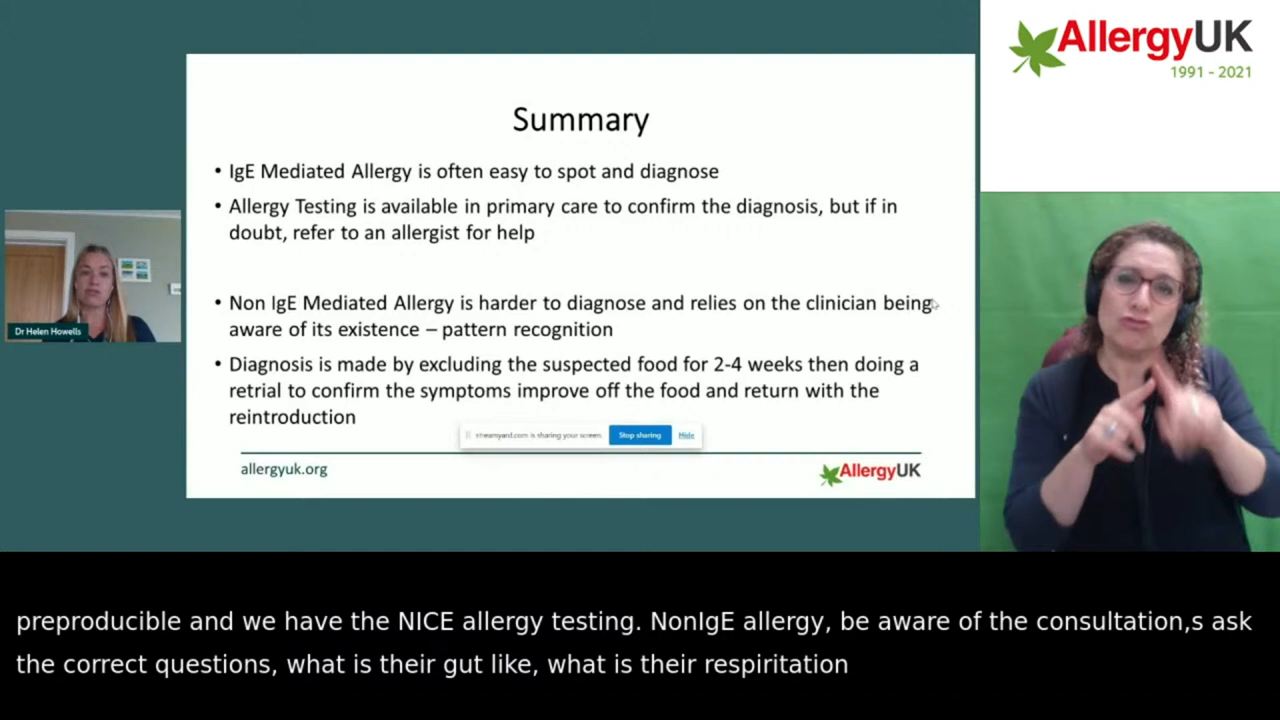 AllergyUK
1991 - 2021
Summary
• IgE Mediated Allergy is often easy to spot and diagnose
• Allergy Testing is available in primary care to confirm the diagnosis, but if in
doubt, refer to an allergist for help
• Non IgE Mediated Allergy is harder to diagnose and relies on the clinician being
aware of its existence – pattern recognition
• Diagnosis is made by excluding the suspected food for 2-4 weeks then doing a
retrial to confirm the symptoms improve off the food and return with the
reintroduction
streamyard.com is sharing your screen. Stop sharing Hide
allergyuk.org
AllergyUK
Dr Helen Howells
preproducible and we have the NICE allergy testing. NonIgE allergy, be aware of the consultation,s ask
the correct questions, what is their gut like, what is their respiritation